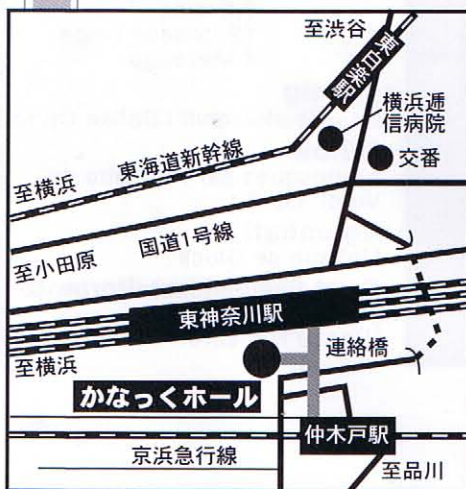 至渋谷
東白楽駅
横浜逓
信病院
交番
東海道新幹線
至横浜
国道1号線
至小田原
東神奈川駅
至横浜
連絡橋
かなっくホール
仲木戸駅
京浜急行線
至品川